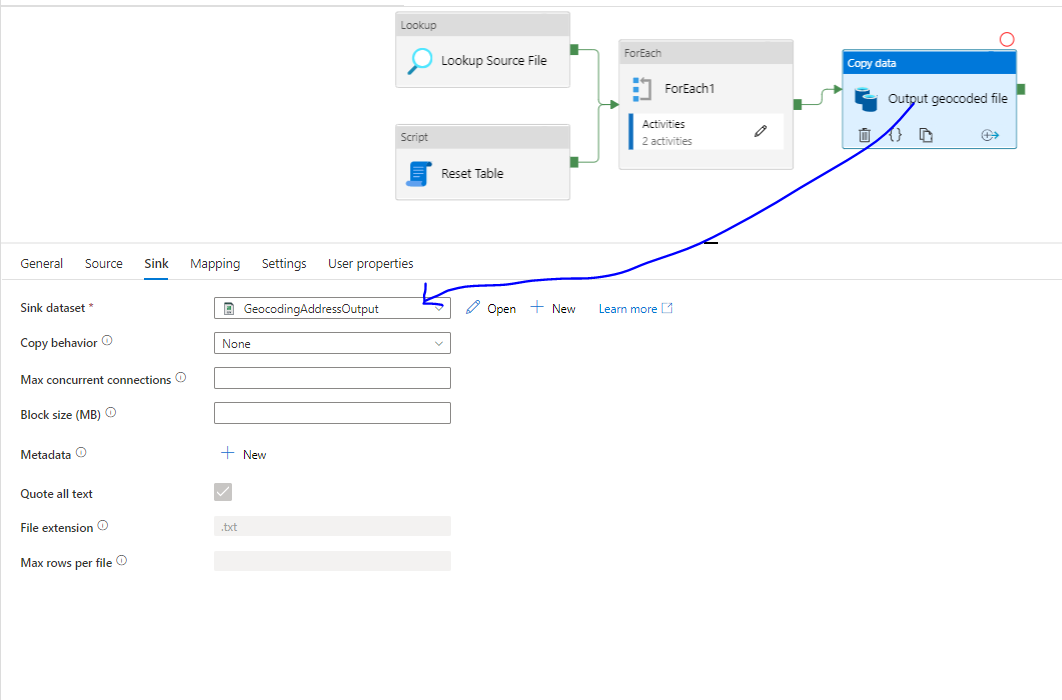 Lookup
Lookup Source File
ForEach
ForEach1
Activities
2 activities
Copy data
Output geocoded file
{}
Script
Reset Table
General Source Sink Mapping Settings User properties
Sink dataset * GeocodingAddressOutput Open New Learn more
Copy behavior None
Max concurrent connections
Block size (MB)
Metadata New
Quote all text
File extension .txt
Max rows per file